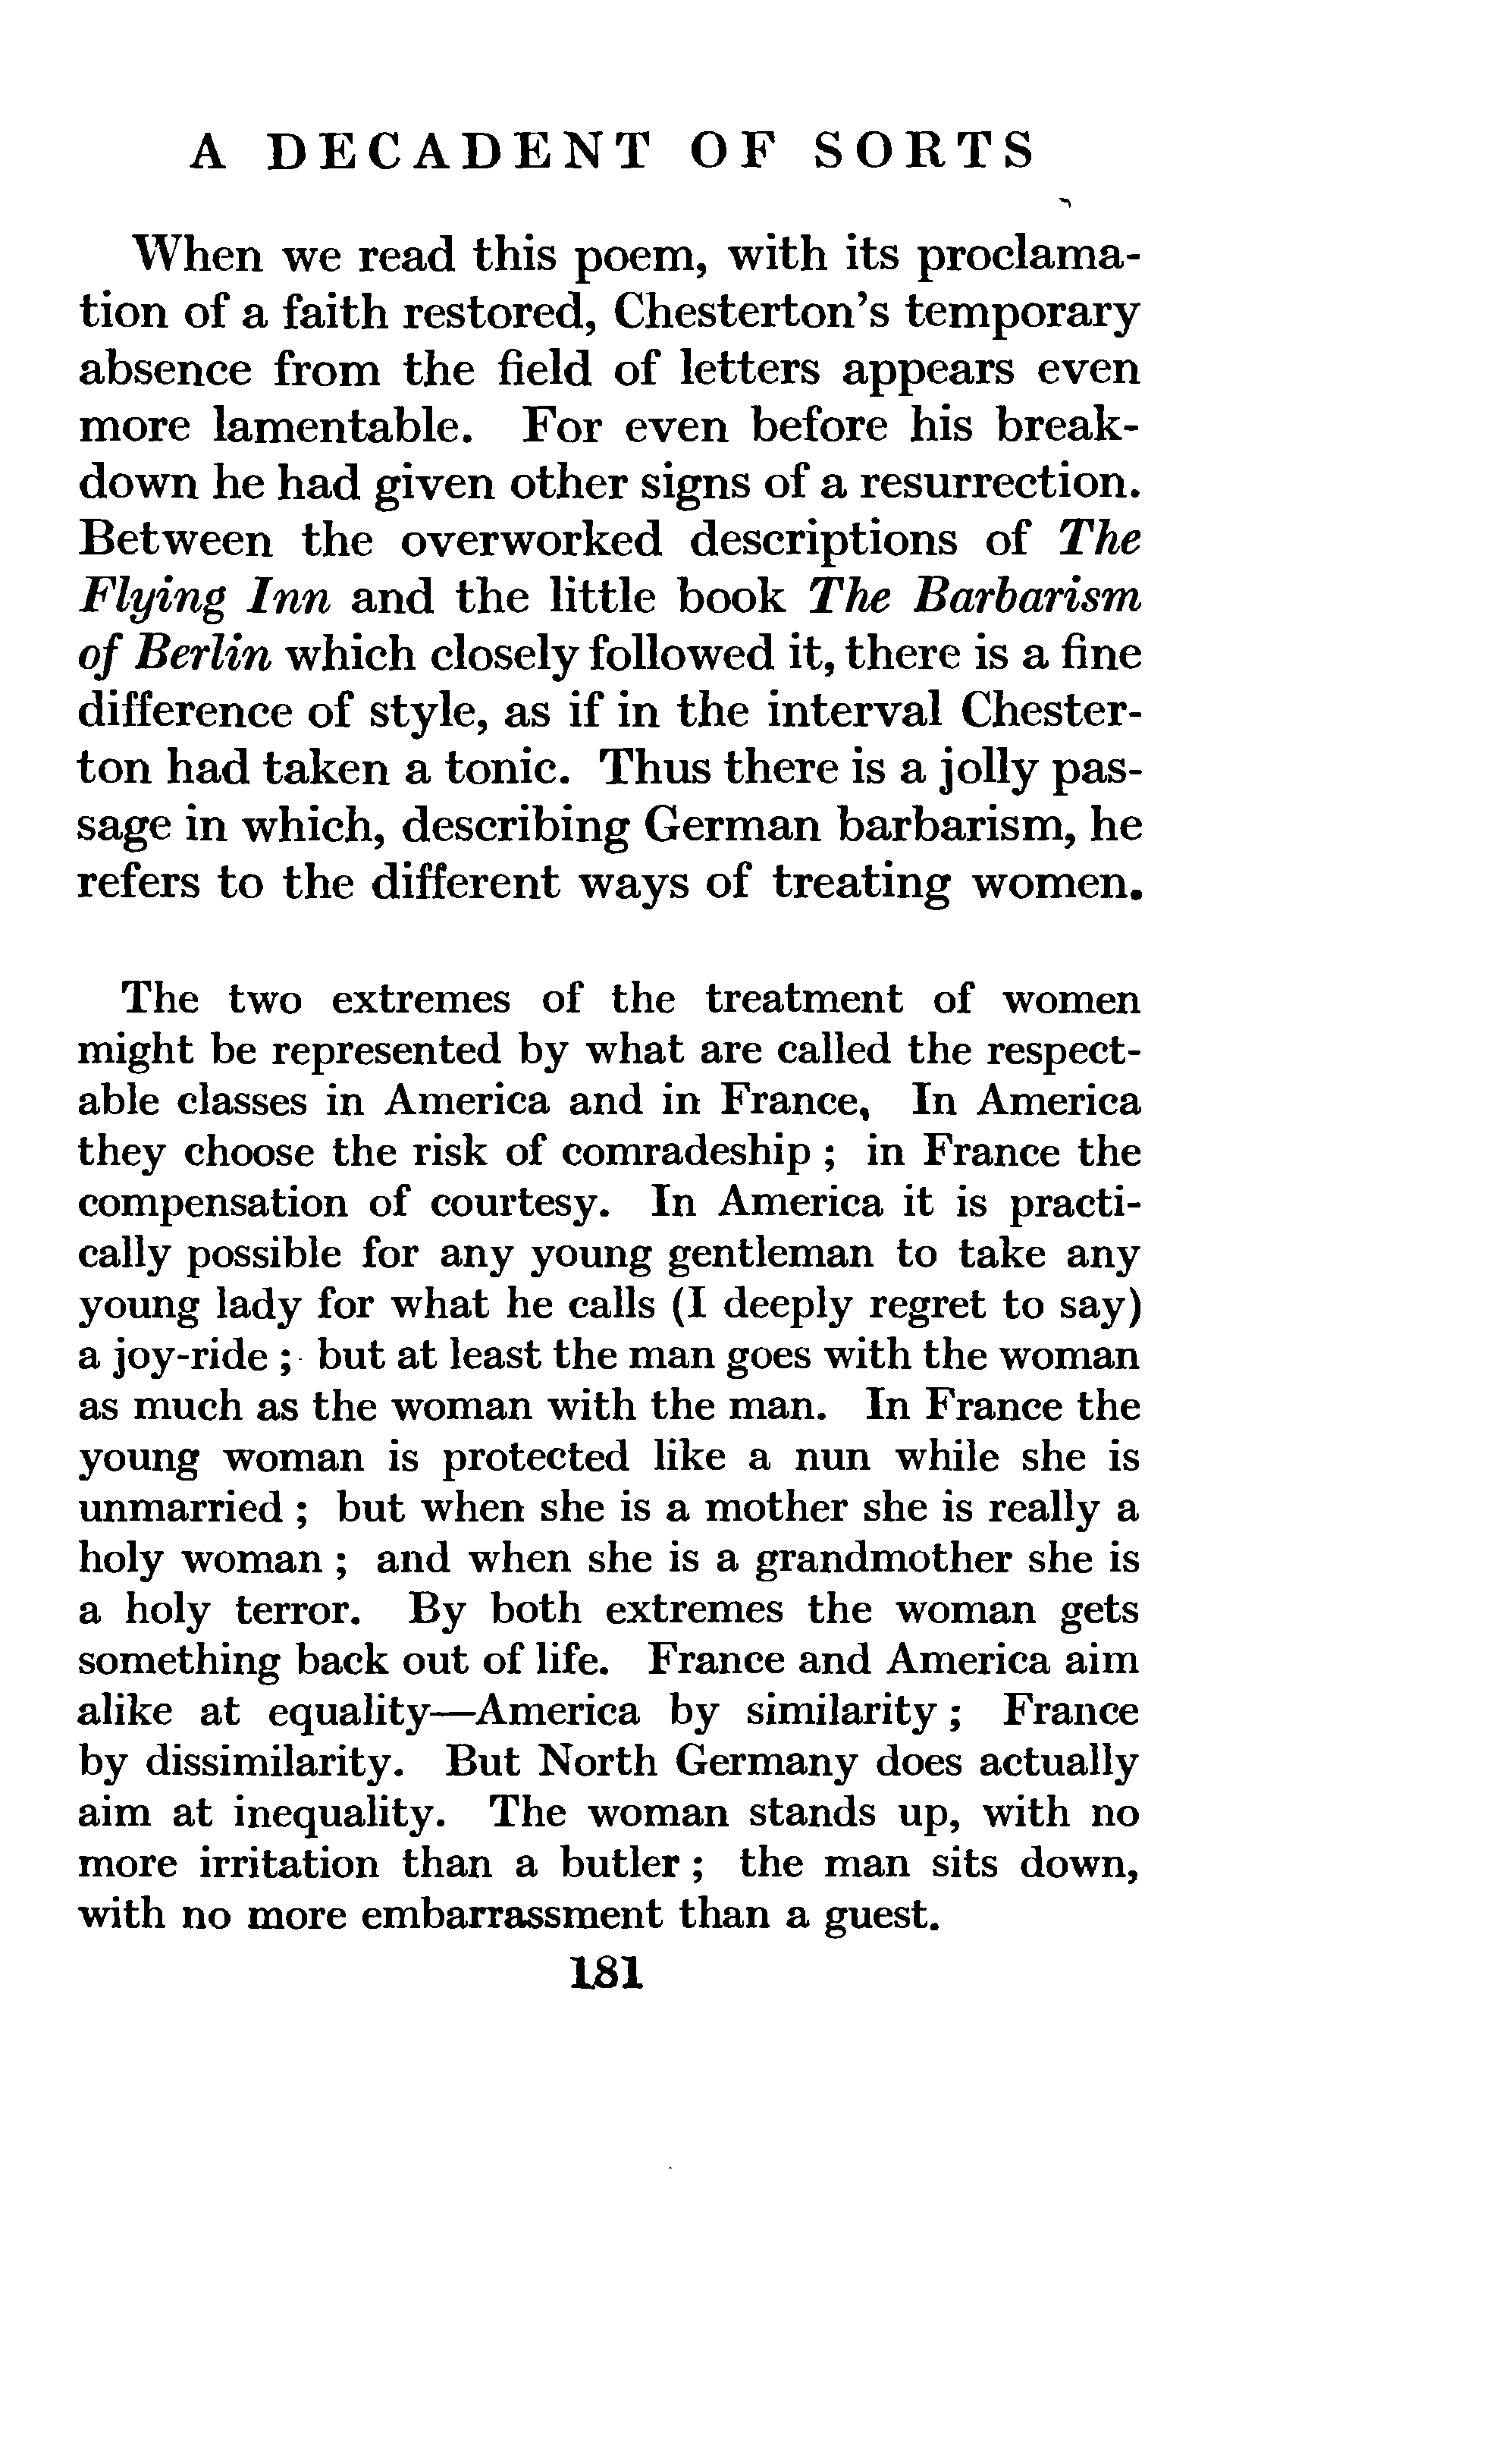 A DECADENT OF SORTS
When we read this poem, with its proclama-
tion of a faith restored, Chesterton's temporary
absence from the field of letters appears even
more lamentable. For even before his break-
down he had given other signs of a resurrection.
Between the overworked descriptions of The
Flying Inn and the little book The Barbarism
of Berlin which closely followed it, there is a fine
difference of style, as if in the interval Chester-
ton had taken a tonic. Thus there is a jolly pas-
sage in which, describing German barbarism, he
refers to the different ways of treating women.
The two extremes of the treatment of women
might be represented by what are called the respect-
able classes in America and in France, In America
they choose the risk of comradeship ; in France the
compensation of courtesy. In America it is practi-
cally possible for any young gentleman to take any
young lady for what he calls (I deeply regret to say)
a joy-ride ; but at least the man goes with the woman
as much as the woman with the man. In France the
young woman is protected like a nun while she is
unmarried ; but when she is a mother she is really a
holy woman ; and when she is a grandmother she is
a holy terror. By both extremes the woman gets
something back out of life. France and America aim
alike at equality—America by similarity ; France
by dissimilarity. But North Germany does actually
aim at inequality. The woman stands up, with no
more irritation than a butler ; the man sits down,
with no more embarrassment than a guest.
181